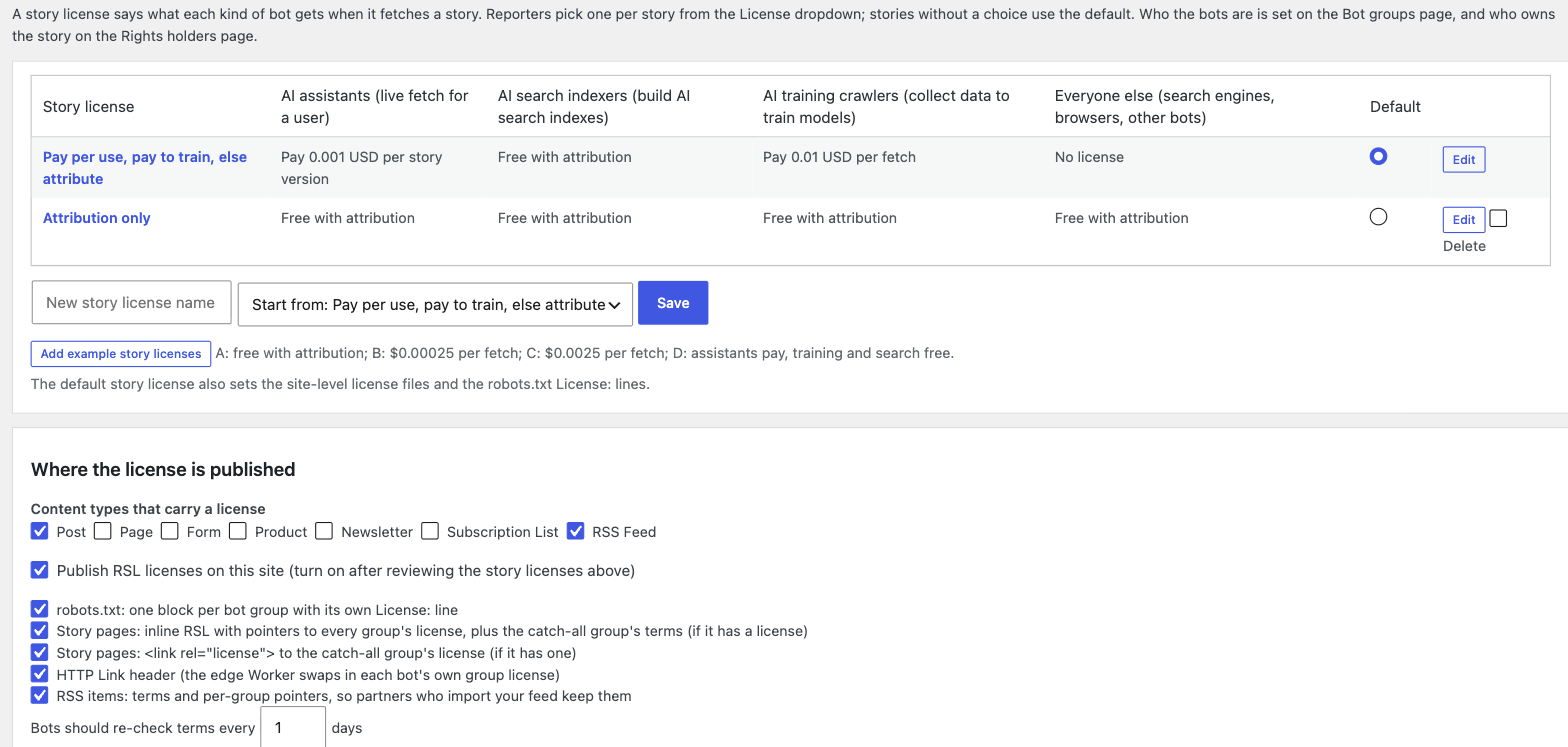 A story license says what each kind of bot gets when it fetches a story. Reporters pick one per story from the License dropdown; stories without a choice use the default. Who the bots are is set on the Bot groups page, and who owns
the story on the Rights holders page.
Story license
AI assistants (live fetch for
a user)
AI search indexers (build AI
search indexes)
AI training crawlers (collect data to
train models)
Everyone else (search engines,
browsers, other bots)
Default
Pay per use, pay to train, else
attribute
Pay 0.001 USD per story
version
Free with attribution
Pay 0.01 USD per fetch
No license
Edit
Attribution only
Free with attribution
Free with attribution
Free with attribution
Free with attribution
Edit
Delete
New story license name
Start from: Pay per use, pay to train, else attribute
Save
Add example story licenses
A: free with attribution; B: $0.00025 per fetch; C: $0.0025 per fetch; D: assistants pay, training and search free.
The default story license also sets the site-level license files and the robots.txt License: lines.
Where the license is published
Content types that carry a license
Post Page Form Product Newsletter Subscription List RSS Feed
Publish RSL licenses on this site (turn on after reviewing the story licenses above)
robots.txt: one block per bot group with its own License: line
Story pages: inline RSL with pointers to every group's license, plus the catch-all group's terms (if it has a license)
Story pages: <link rel="license"> to the catch-all group's license (if it has one)
HTTP Link header (the edge Worker swaps in each bot's own group license)
RSS items: terms and per-group pointers, so partners who import your feed keep them
Bots should re-check terms every 1 days